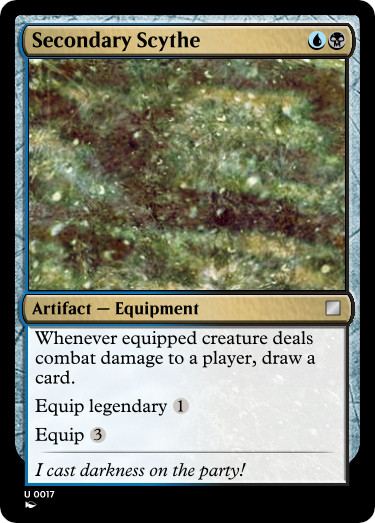 Secondary Scythe
Artifact — Equipment
Whenever equipped creature deals
combat damage to a player, draw a
card.
Equip legendary 1
Equip 3
I cast darkness on the party!
U 0017